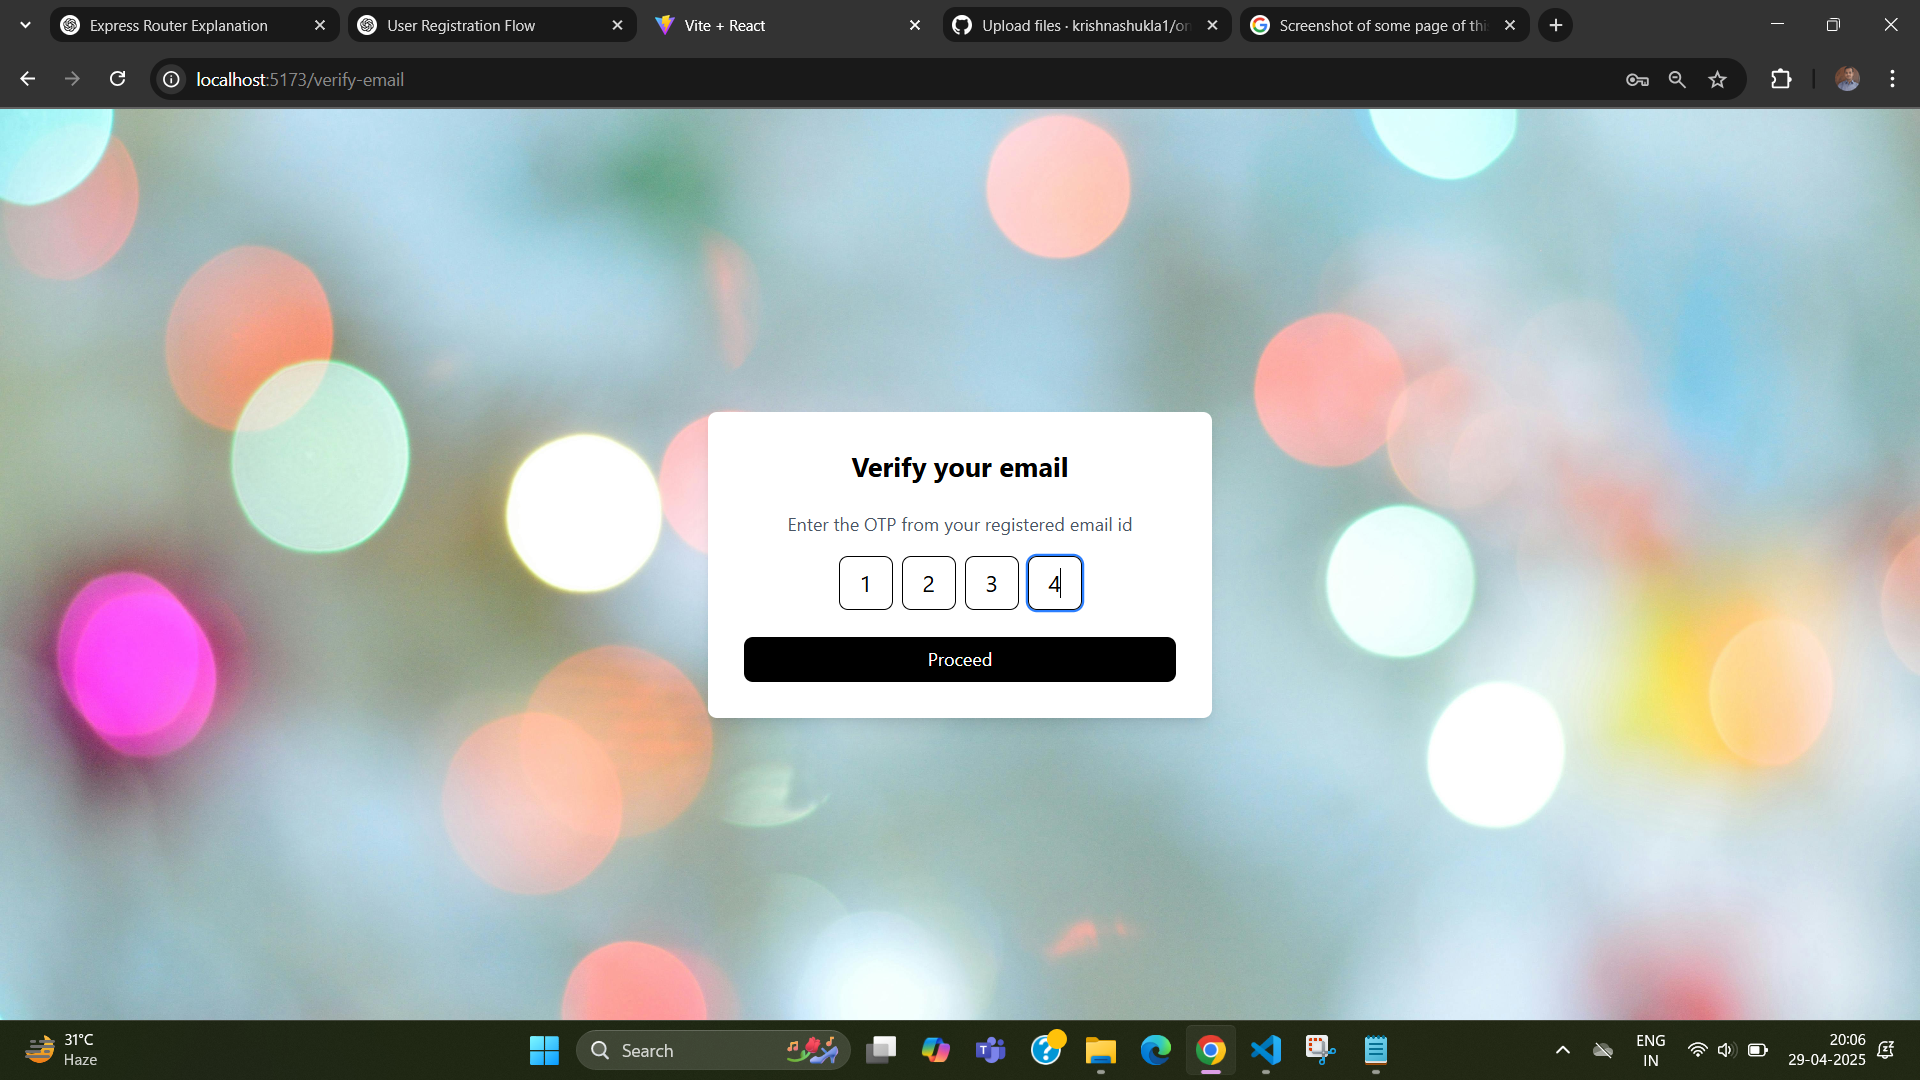 Express Router Explanation
User Registration Flow
Vite + React
Upload files · krishnashukla1/on
Screenshot of some page of this
localhost:5173/verify-email
Verify your email
Enter the OTP from your registered email id
1 2 3 4
Proceed
31°C
Haze
Search
ENG
IN
20:06
29-04-2025